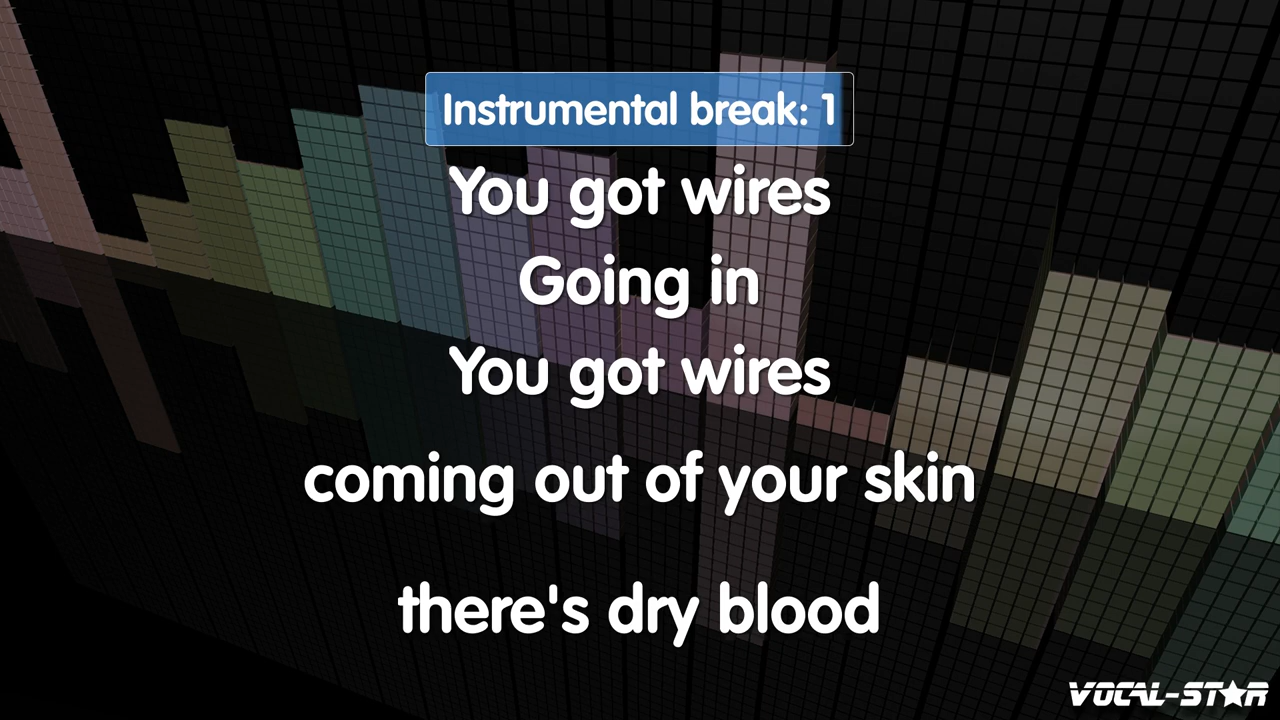 Instrumental break: 1
You got wires
Going in
You got wires
coming out of your skin
there's dry blood
VOCAL-STAR